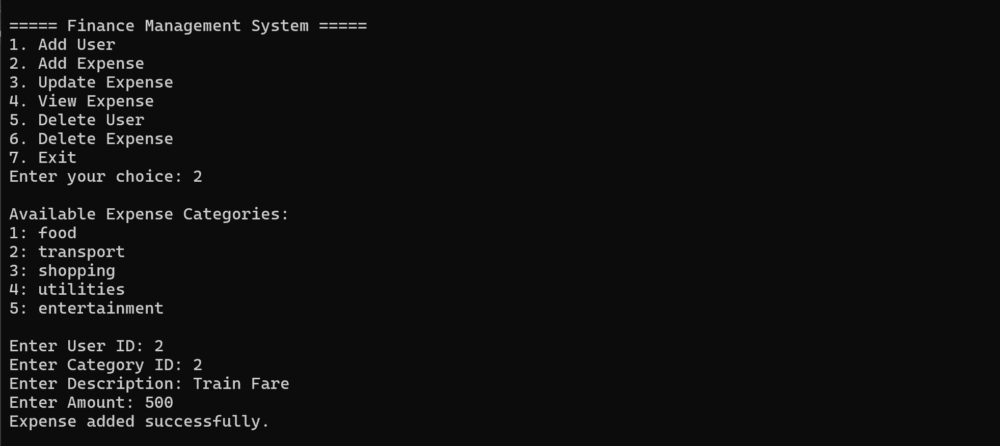 ===== Finance Management System =====
1. Add User
2. Add Expense
3. Update Expense
4. View Expense
5. Delete User
6. Delete Expense
7. Exit
Enter your choice: 2
Available Expense Categories:
1: food
2: transport
3: shopping
4: utilities
5: entertainment
Enter User ID: 2
Enter Category ID: 2
Enter Description: Train Fare
Enter Amount: 500
Expense added successfully.